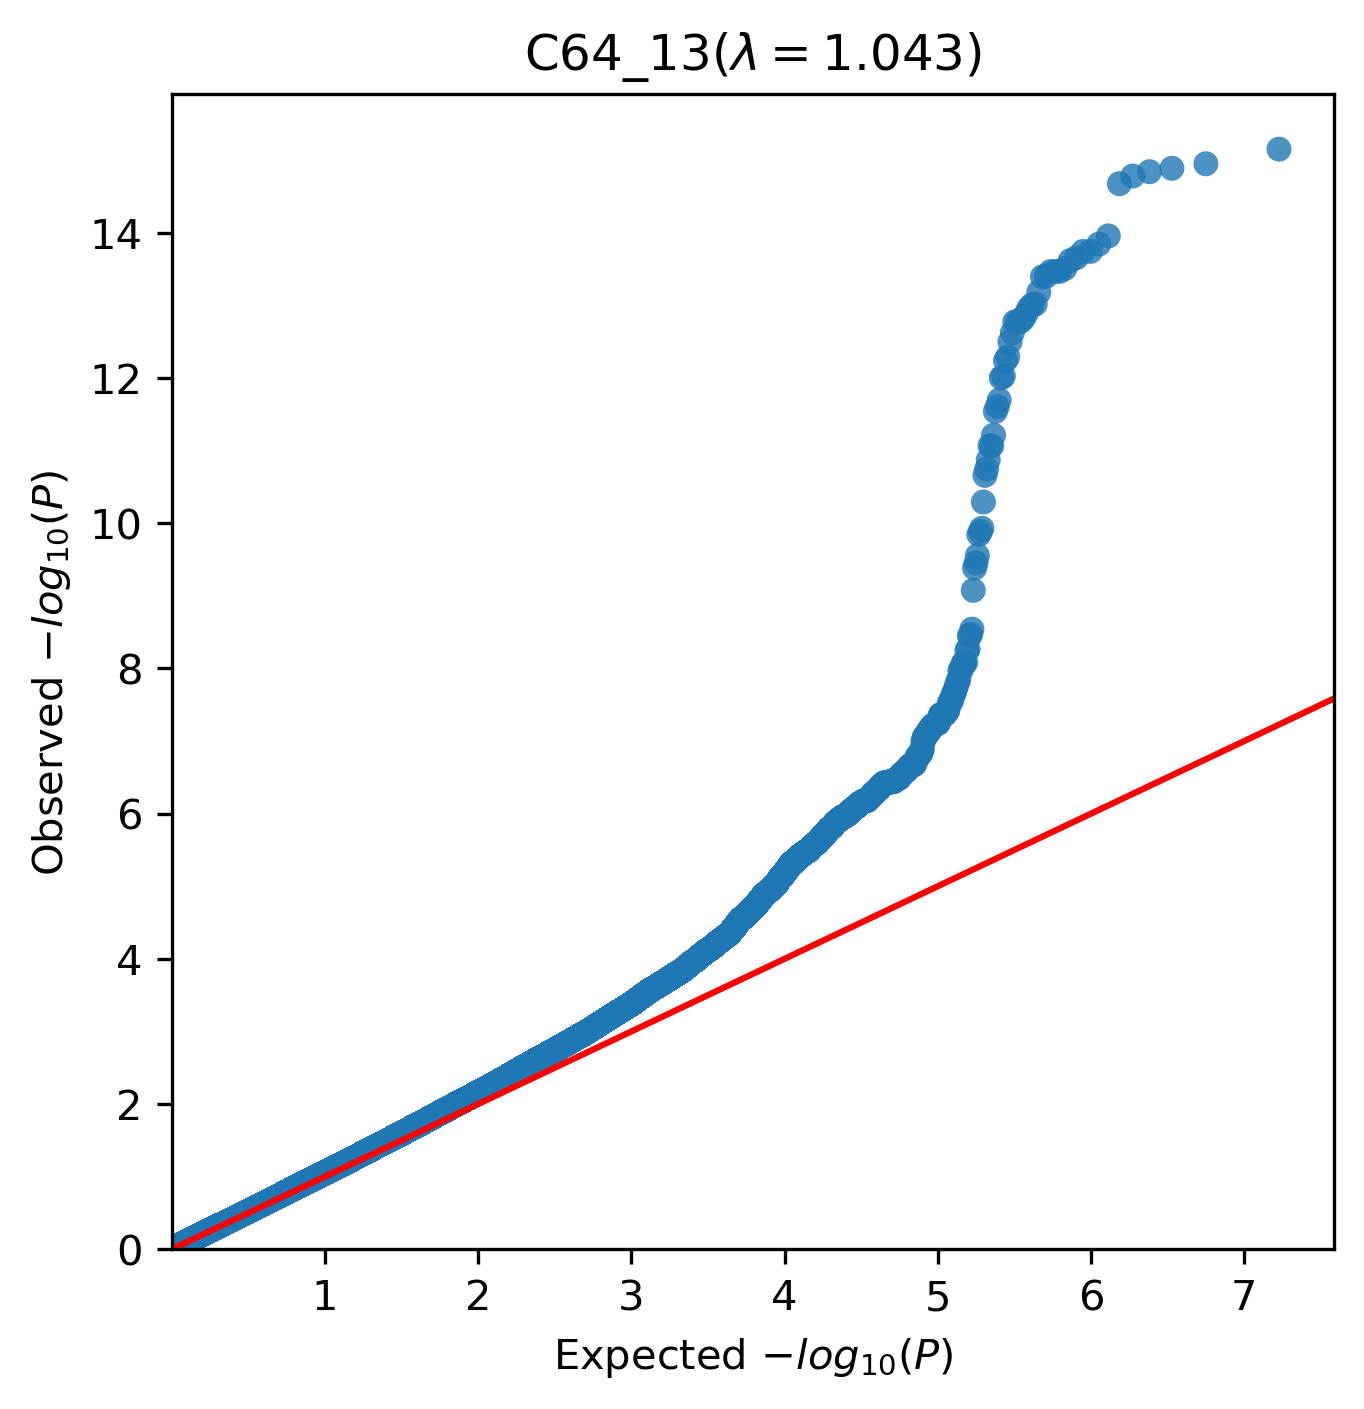 C64_13(λ = 1.043)
14
12
10
8
6
4
2
0
Observed −log₁₀(P)
1 2 3 4 5 6 7
Expected −log₁₀(P)